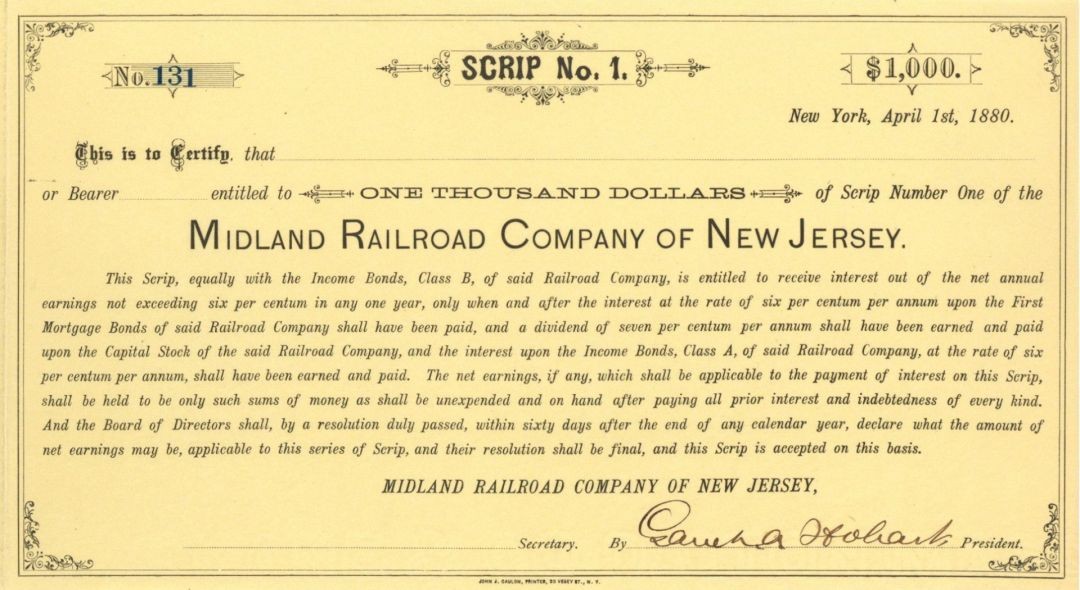 No. 131
SCRIP No. 1.
$1,000.
New York, April 1st, 1880.
This is to Certify, that
or Bearer entitled to ONE THOUSAND DOLLARS of Scrip Number One of the
MIDLAND RAILROAD COMPANY OF NEW JERSEY.
This Scrip, equally with the Income Bonds, Class B, of said Railroad Company, is entitled to receive interest out of the net annual
earnings not exceeding six per centum in any one year, only when and after the interest at the rate of six per centum per annum upon the First
Mortgage Bonds of said Railroad Company shall have been paid, and a dividend of seven per centum per annum shall have been earned and paid
upon the Capital Stock of the said Railroad Company, and the interest upon the Income Bonds, Class A, of said Railroad Company, at the rate of six
per centum per annum, shall have been earned and paid. The net earnings, if any, which shall be applicable to the payment of interest on this Scrip,
shall be held to be only such sums of money as shall be unexpended and on hand after paying all prior interest and indebtedness of every kind.
And the Board of Directors shall, by a resolution duly passed, within sixty days after the end of any calendar year, declare what the amount of
net earnings may be, applicable to this series of Scrip, and their resolution shall be final, and this Scrip is accepted on this basis.
MIDLAND RAILROAD COMPANY OF NEW JERSEY,
Secretary. By Hobart President.
JOHN J. CAULON, PRINTER, 20 VESEY ST., N. Y.